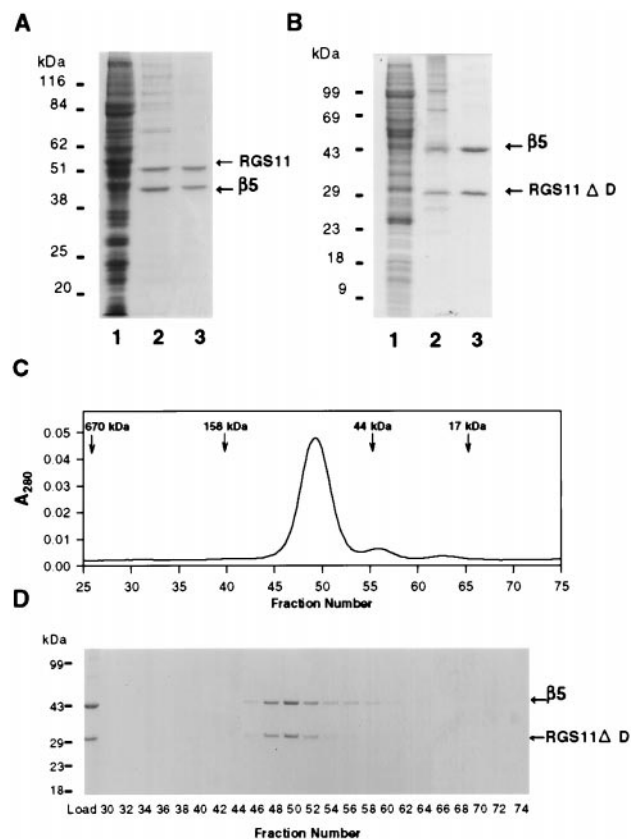 A
kDa
116
84
62
51
38
25
20
RGS11
β5
1 2 3
B
kDa
99
69
43
29
23
18
9
β5
RGS11 Δ D
1 2 3
C
670 kDa 158 kDa 44 kDa 17 kDa
0.05
0.04
0.03
0.02
0.01
0.00
A280
25 30 35 40 45 50 55 60 65 70 75
Fraction Number
D
kDa
99
43
29
23
18
β5
RGS11 Δ D
Load 30 32 34 36 38 40 42 44 46 48 50 52 54 56 58 60 62 64 66 68 70 72 74
Fraction Number